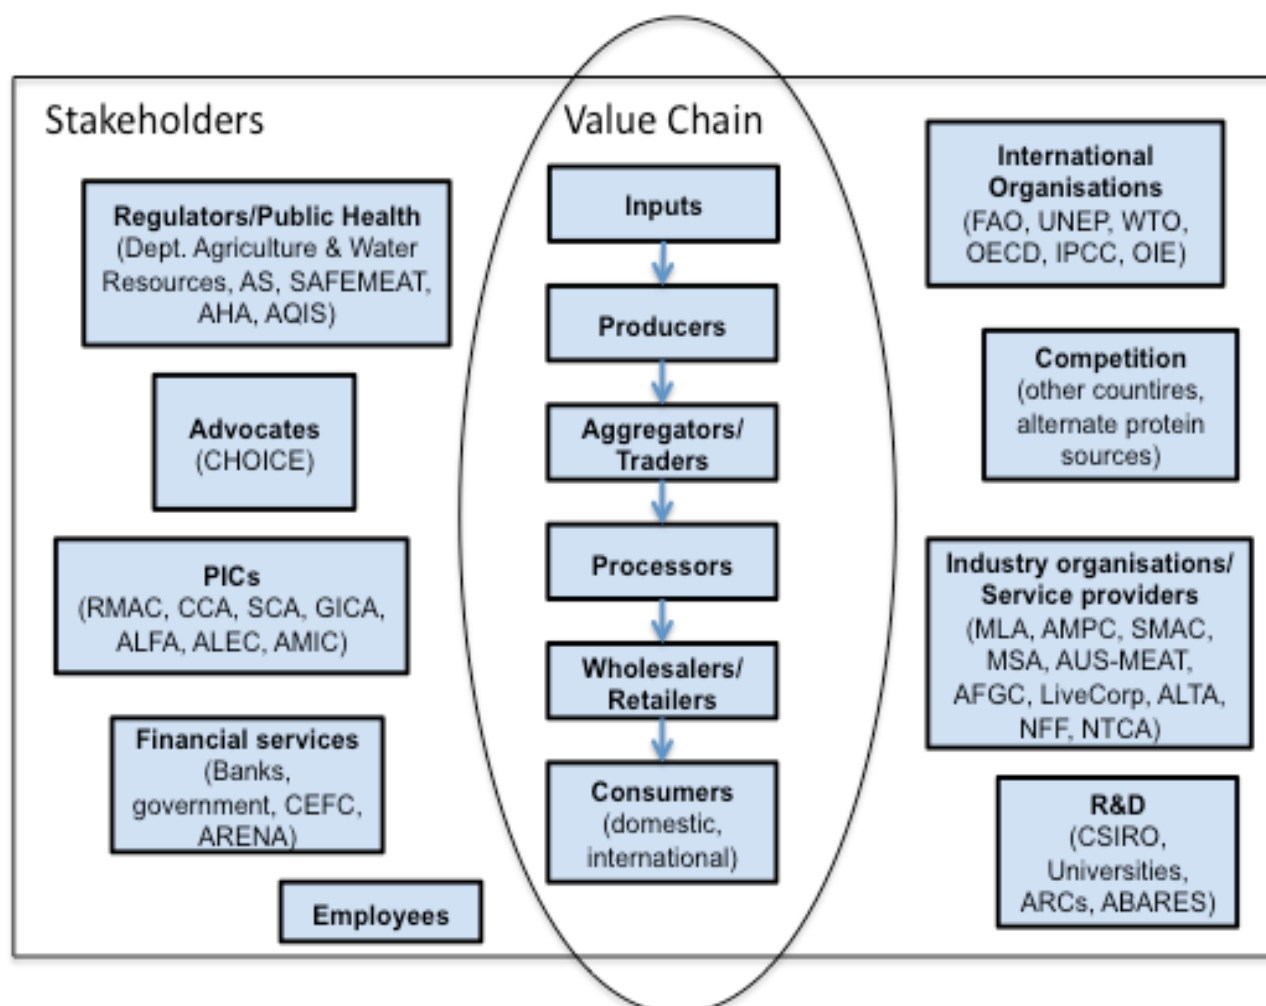 Stakeholders
Regulators/Public Health
(Dept. Agriculture & Water
Resources, AS, SAFEMEAT,
AHA, AQIS)
Advocates
(CHOICE)
PICs
(RMAC, CCA, SCA, GICA,
ALFA, ALEC, AMIC)
Financial services
(Banks,
government, CEFC,
ARENA)
Employees
Value Chain
Inputs
Producers
Aggregators/
Traders
Processors
Wholesalers/
Retailers
Consumers
(domestic,
international)
International
Organisations
(FAO, UNEP, WTO,
OECD, IPCC, OIE)
Competition
(other countires,
alternate protein
sources)
Industry organisations/
Service providers
(MLA, AMPC, SMAC,
MSA, AUS-MEAT,
AFGC, LiveCorp, ALTA,
NFF, NTCA)
R&D
(CSIRO,
Universities,
ARCs, ABARES)